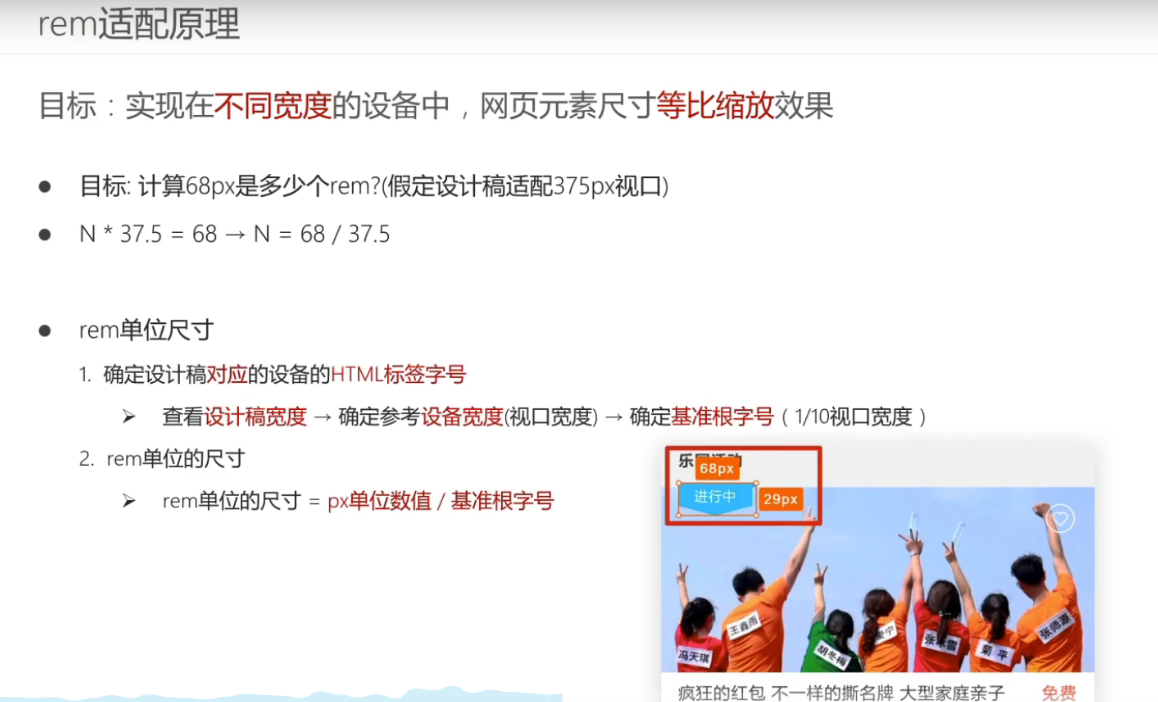 rem适配原理
目标：实现在不同宽度的设备中，网页元素尺寸等比缩放效果
● 目标: 计算68px是多少个rem?(假定设计稿适配375px视口)
● N * 37.5 = 68 → N = 68 / 37.5
● rem单位尺寸
1. 确定设计稿对应的设备的HTML标签字号
➢ 查看设计稿宽度 → 确定参考设备宽度(视口宽度) → 确定基准根字号（1/10视口宽度）
2. rem单位的尺寸
➢ rem单位的尺寸 = px单位数值 / 基准根字号
68px
进行中
29px
王鑫雨
冯天琪
胡冬梅
菊平
张师道
疯狂的红包 不一样的撕名牌 大型家庭亲子
免费